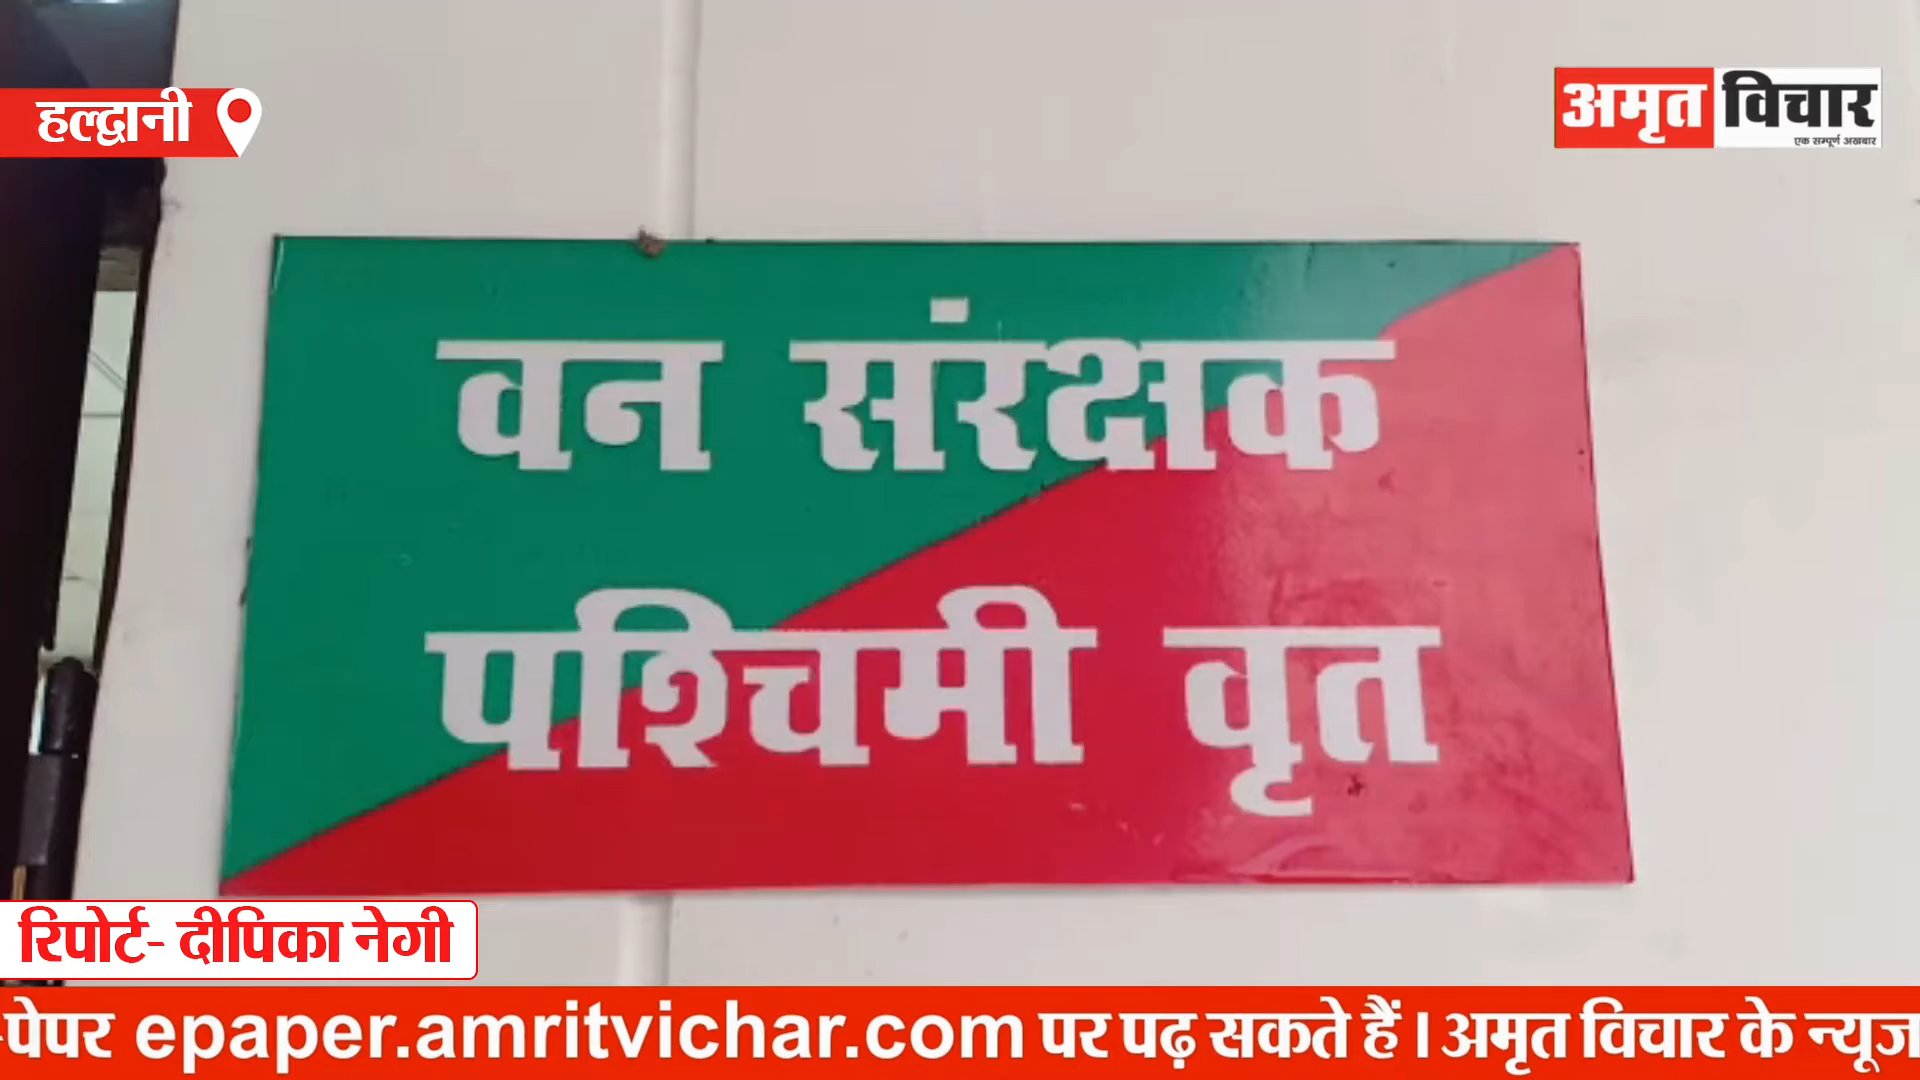 हल्द्वानी
अमृत विचार
एक सम्पूर्ण अखबार
वन संरक्षक
पश्चिमी वृत
रिपोर्ट- दीपिका नेगी
-पेपर epaper.amritvichar.com पर पढ़ सकते हैं । अमृत विचार के न्यूज